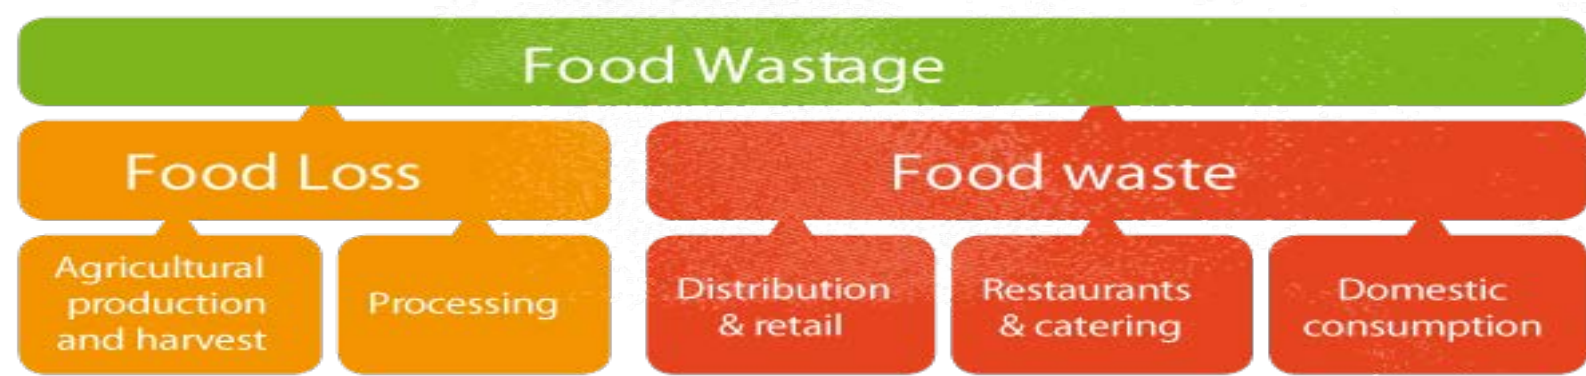 Food Wastage
Food Loss
Food waste
Agricultural
production
and harvest
Processing
Distribution
& retail
Restaurants
& catering
Domestic
consumption